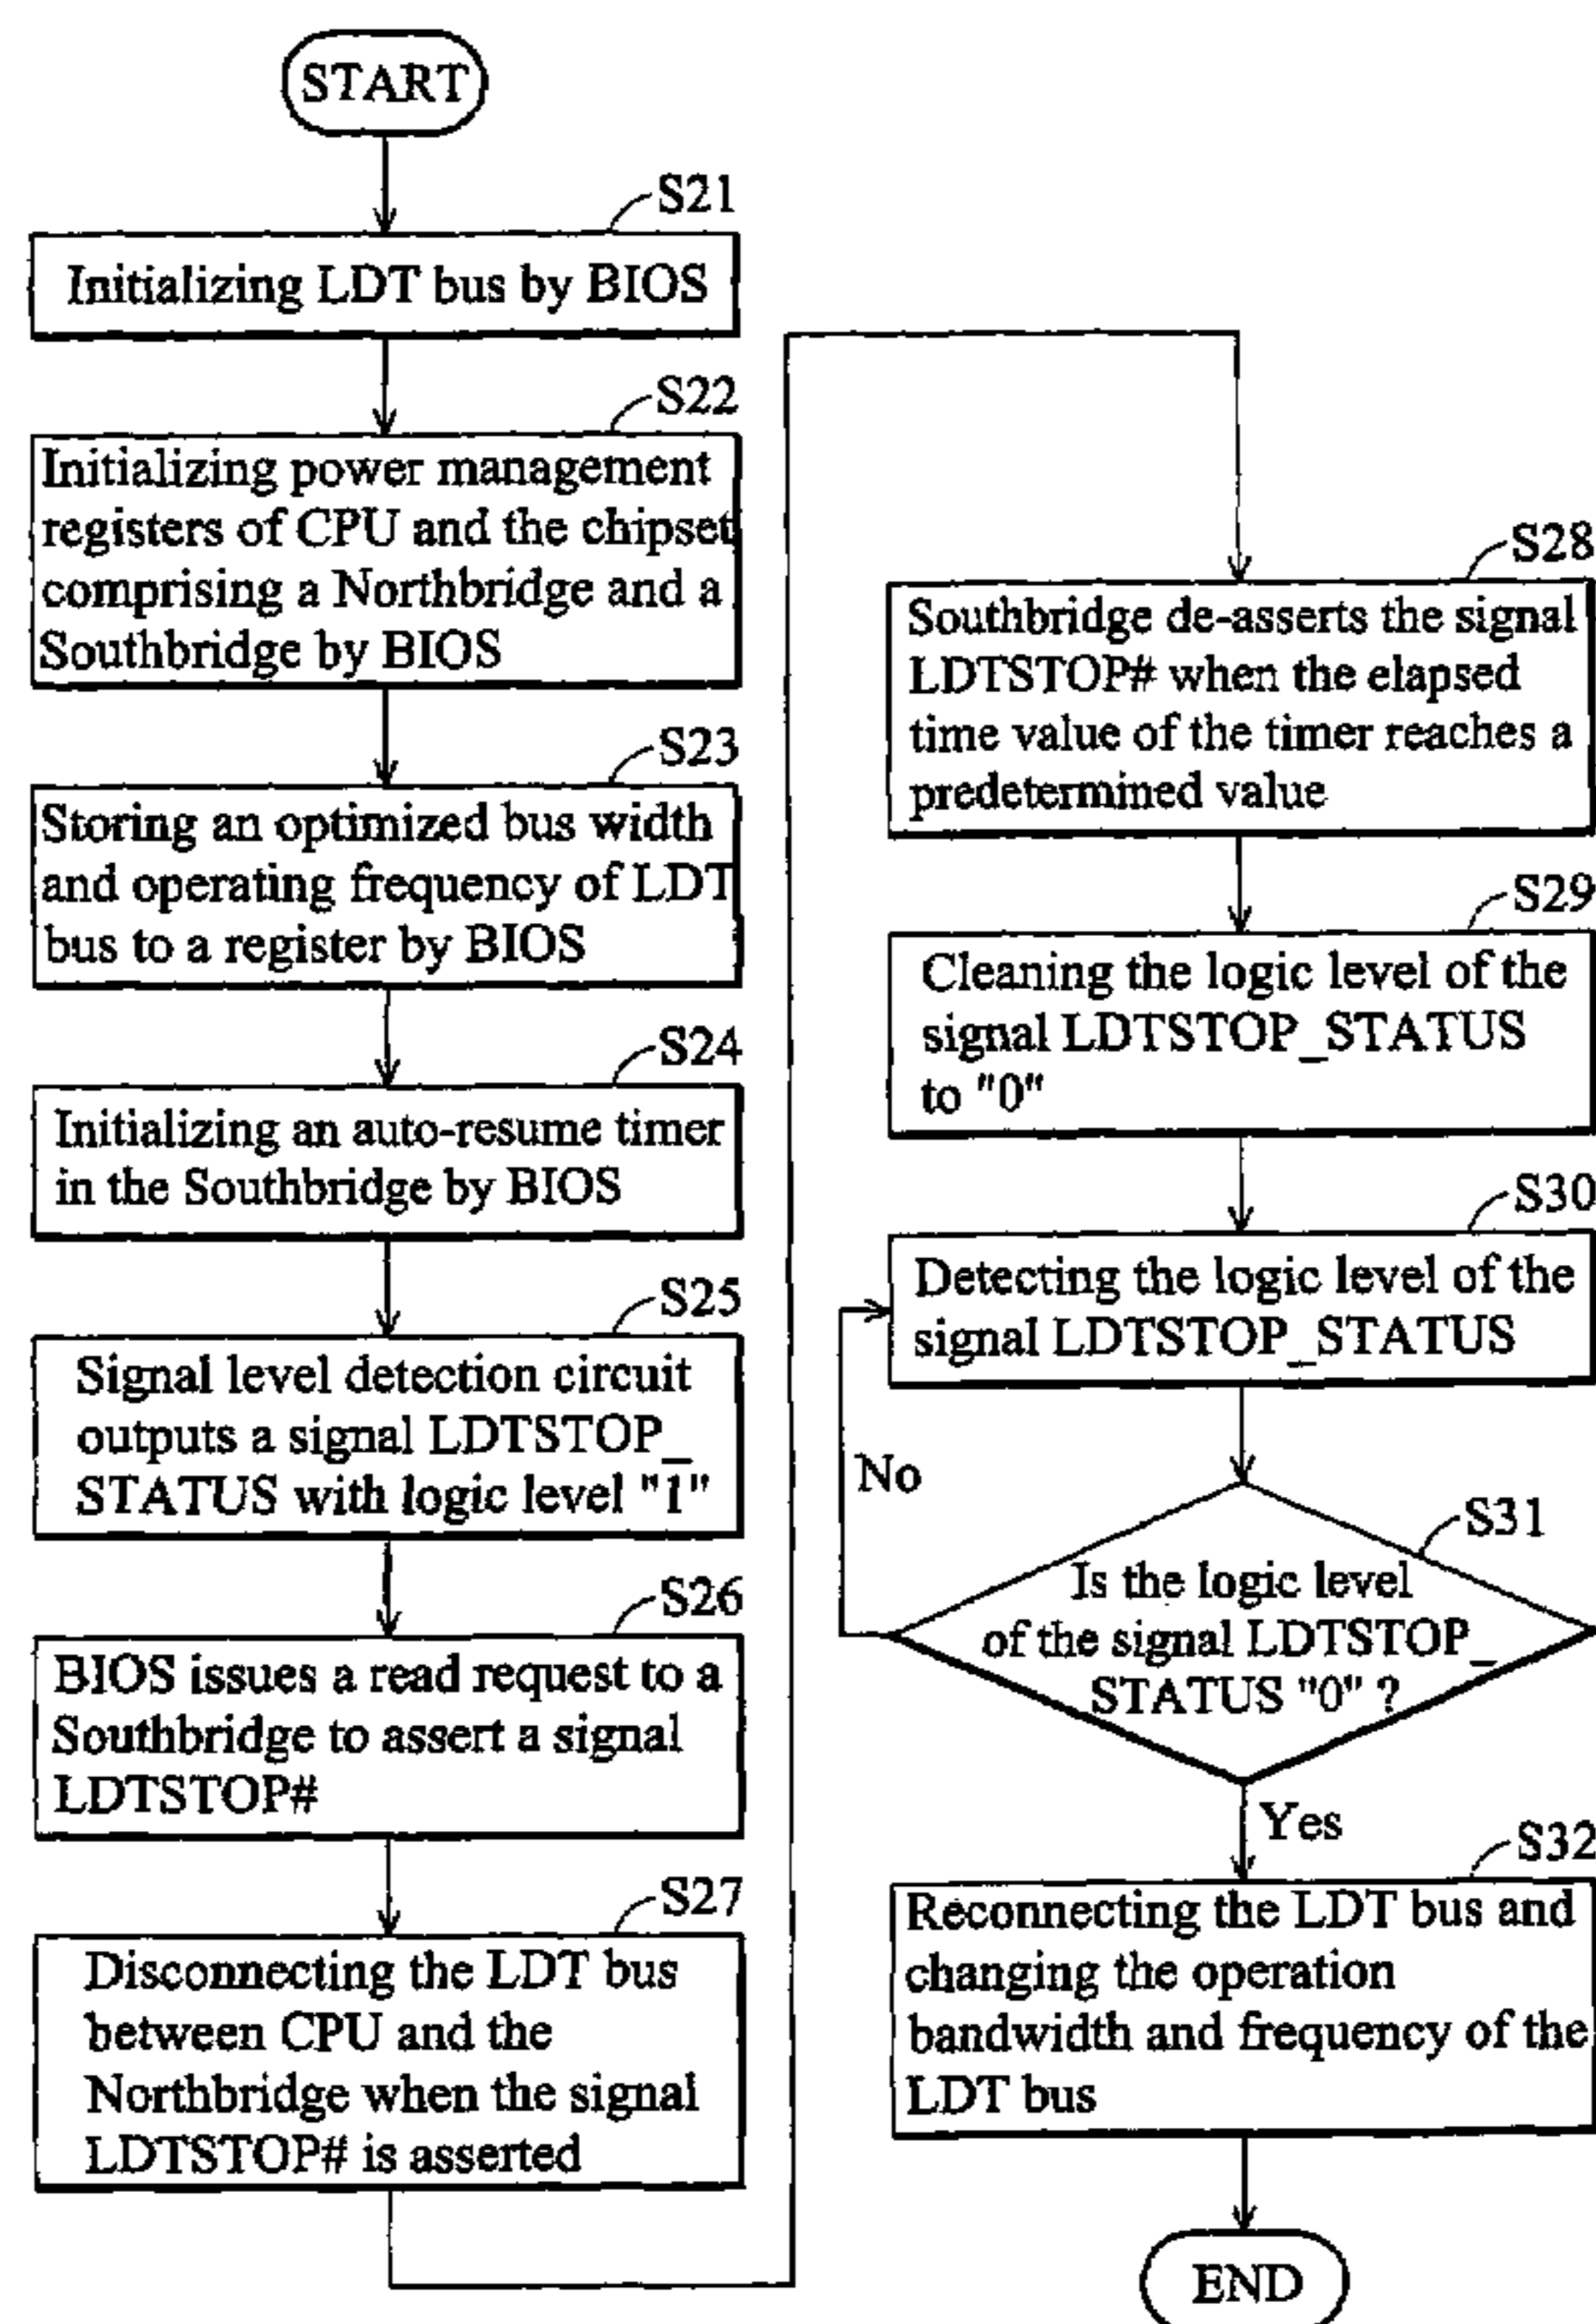 START
S21
Initializing LDT bus by BIOS
S22
Initializing power management
registers of CPU and the chipset
comprising a Northbridge and a
Southbridge by BIOS
S23
Storing an optimized bus width
and operating frequency of LDT
bus to a register by BIOS
S24
Initializing an auto-resume timer
in the Southbridge by BIOS
S25
Signal level detection circuit
outputs a signal LDTSTOP_
STATUS with logic level "1"
S26
BIOS issues a read request to a
Southbridge to assert a signal
LDTSTOP#
S27
Disconnecting the LDT bus
between CPU and the
Northbridge when the signal
LDTSTOP# is asserted
S28
Southbridge de-asserts the signal
LDTSTOP# when the elapsed
time value of the timer reaches a
predetermined value
S29
Cleaning the logic level of the
signal LDTSTOP_STATUS
to "0"
S30
Detecting the logic level of the
signal LDTSTOP_STATUS
No
S31
Is the logic level
of the signal LDTSTOP_
STATUS "0" ?
Yes
S32
Reconnecting the LDT bus and
changing the operation
bandwidth and frequency of the
LDT bus
END